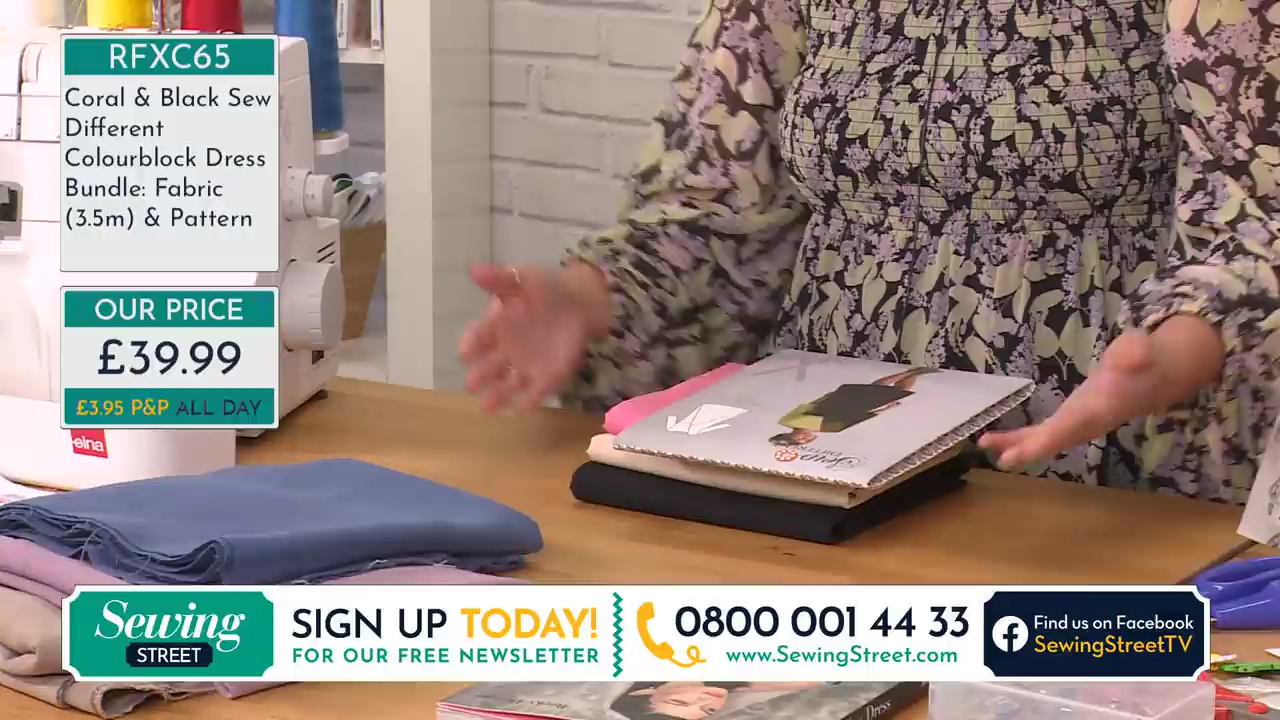 RFXC65
Coral & Black Sew
Different
Colourblock Dress
Bundle: Fabric
(3.5m) & Pattern
OUR PRICE
£39.99
£3.95 P&P ALL DAY
elna
Sew
Sewing
STREET
SIGN UP TODAY!
FOR OUR FREE NEWSLETTER
0800 001 44 33
www.SewingStreet.com
Find us on Facebook
SewingStreetTV
Dress